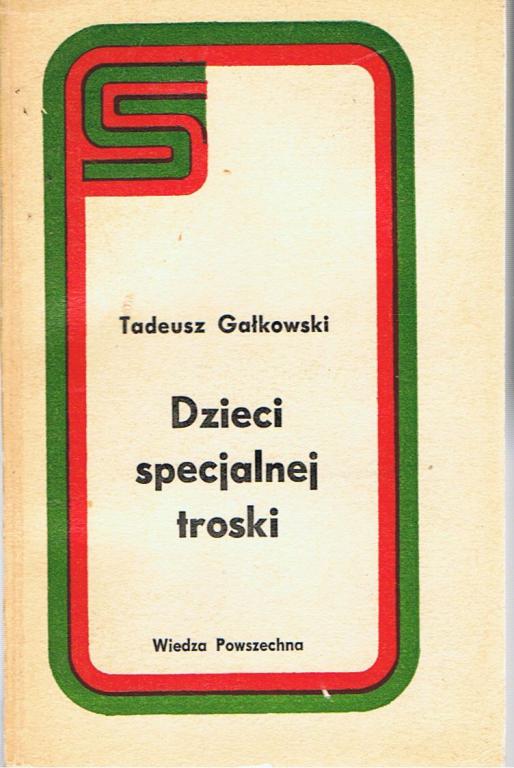 S
Tadeusz Gałkowski
Dzieci
specjalnej
troski
Wiedza Powszechna